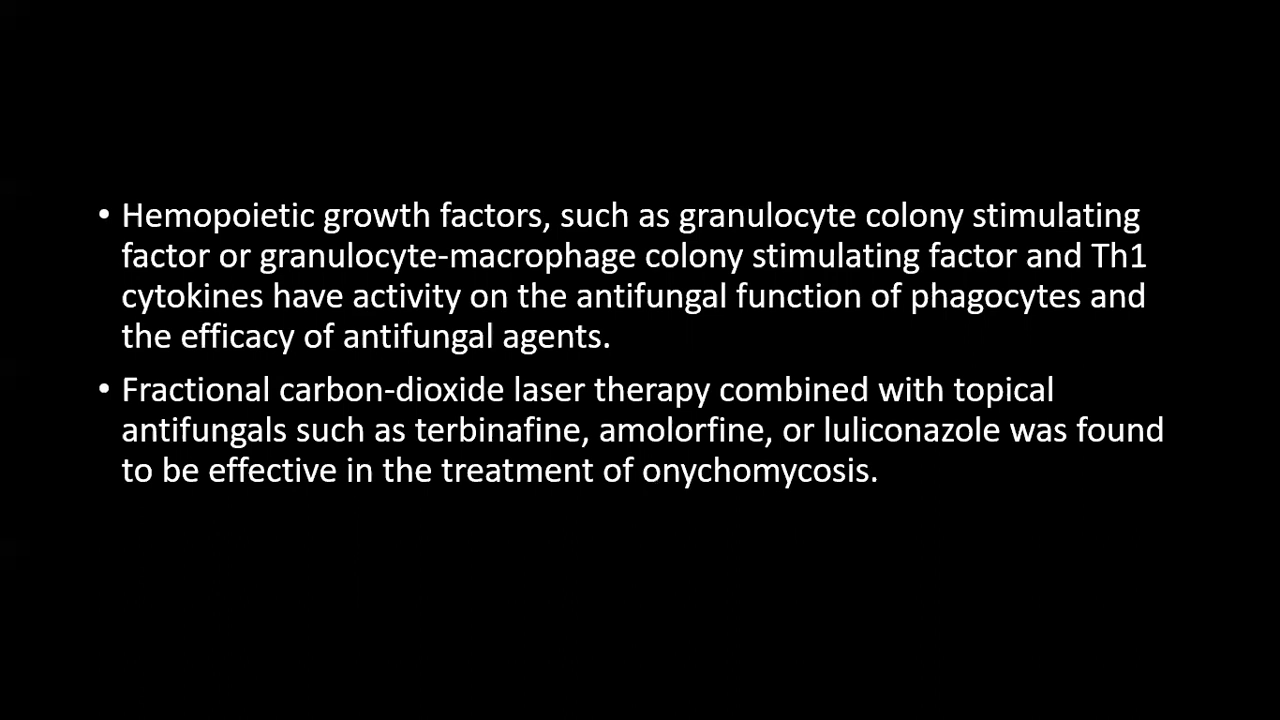 • Hemopoietic growth factors, such as granulocyte colony stimulating
factor or granulocyte-macrophage colony stimulating factor and Th1
cytokines have activity on the antifungal function of phagocytes and
the efficacy of antifungal agents.
• Fractional carbon-dioxide laser therapy combined with topical
antifungals such as terbinafine, amolorfine, or luliconazole was found
to be effective in the treatment of onychomycosis.